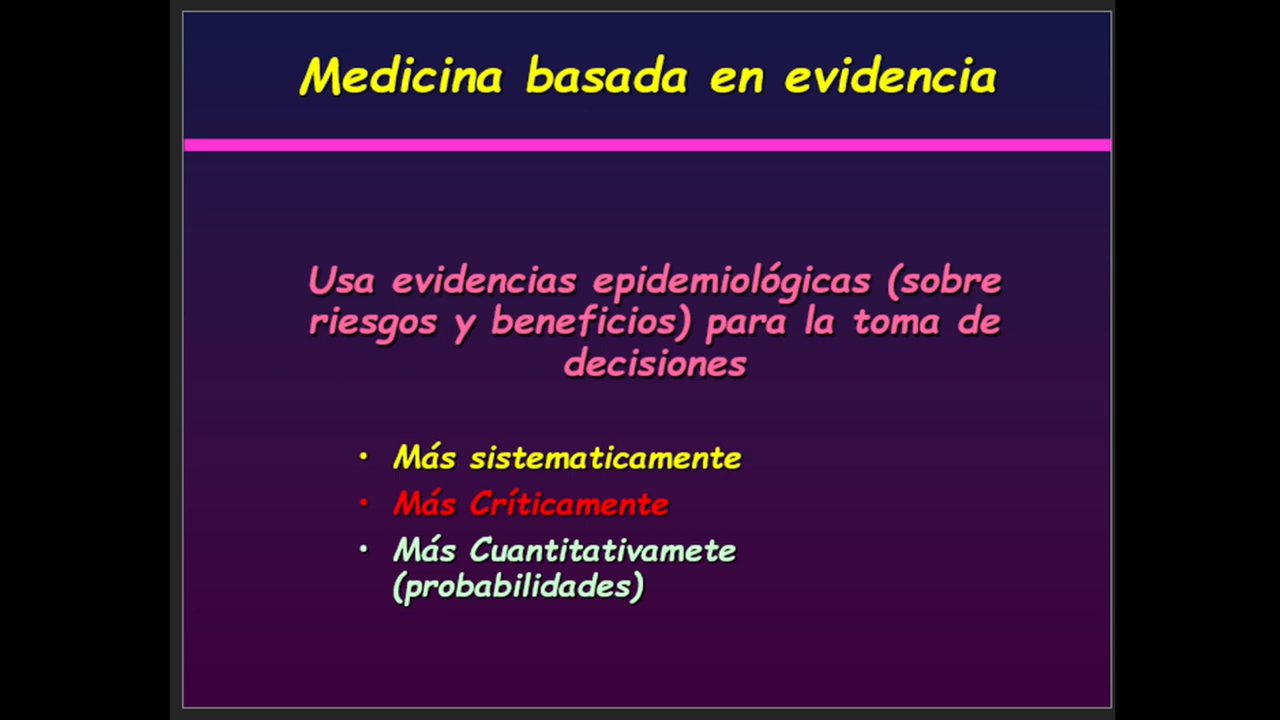 Medicina basada en evidencia
Usa evidencias epidemiológicas (sobre
riesgos y beneficios) para la toma de
decisiones
• Más sistematicamente
• Más Críticamente
• Más Cuantitativamete
(probabilidades)